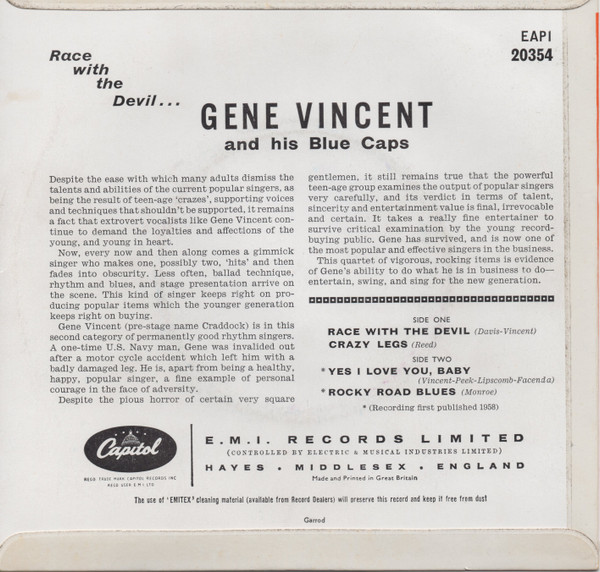 EAPI
20354
Race
with
the
Devil...
GENE VINCENT
and his Blue Caps
Despite the ease with which many adults dismiss the
talents and abilities of the current popular singers, as
being the result of teen-age 'crazes', supporting voices
and techniques that shouldn't be supported, it remains
a fact that extrovert vocalists like Gene Vincent con-
tinue to demand the loyalties and affections of the
young, and young in heart.
Now, every now and then along comes a gimmick
singer who makes one, possibly two, 'hits' and then
fades into obscurity. Less often, ballad technique,
rhythm and blues, and stage presentation arrive on
the scene. This kind of singer keeps right on pro-
ducing popular items which the younger generation
keeps right on buying.
Gene Vincent (pre-stage name Craddock) is in this
second category of permanently good rhythm singers.
A one-time U.S. Navy man, Gene was invalided out
after a motor cycle accident which left him with a
badly damaged leg. He is, apart from being a healthy,
happy, popular singer, a fine example of personal
courage in the face of adversity.
Despite the pious horror of certain very square
gentlemen, it still remains true that the powerful
teen-age group examines the output of popular singers
very carefully, and its verdict in terms of talent,
sincerity and entertainment value is final, irrevocable
and certain. It takes a really fine entertainer to
survive critical examination by the young record-
buying public. Gene has survived, and is now one of
the most popular and effective singers in the business.
This quartet of vigorous, rocking items is evidence
of Gene's ability to do what he is in business to do—
entertain, swing, and sing for the new generation.
SIDE ONE
RACE WITH THE DEVIL (Davis-Vincent)
CRAZY LEGS (Reed)
SIDE TWO
*YES I LOVE YOU, BABY
(Vincent-Peek-Lipscomb-Facenda)
*ROCKY ROAD BLUES (Monroe)
* (Recording first published 1958)
Capitol
REGD TRADE MARK CAPITOL RECORDS INC
REGD USER E.M.I. LTD
E.M.I. RECORDS LIMITED
(CONTROLLED BY ELECTRIC & MUSICAL INDUSTRIES LIMITED)
HAYES • MIDDLESEX • ENGLAND
Made and Printed in Great Britain
The use of 'EMITEX' cleaning material (available from Record Dealers) will preserve this record and keep it free from dust
Garrod